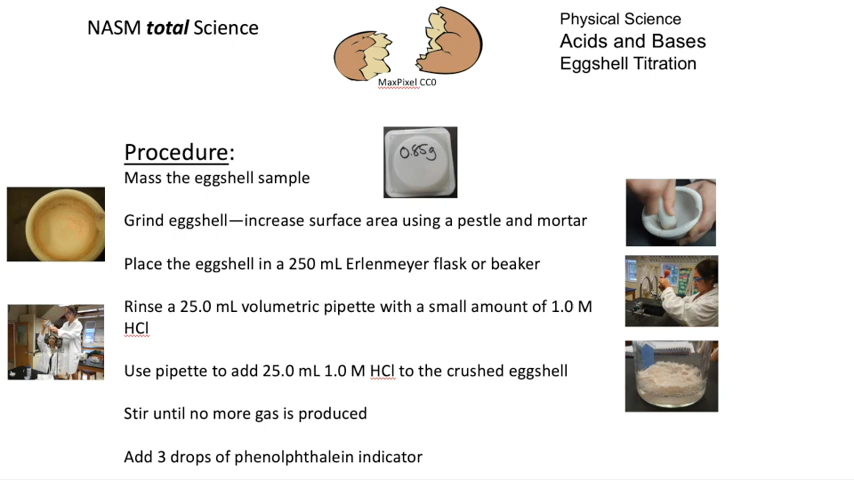 NASM total Science
MaxPixel CC0
Physical Science
Acids and Bases
Eggshell Titration
Procedure:
0.85g
Mass the eggshell sample
Grind eggshell—increase surface area using a pestle and mortar
Place the eggshell in a 250 mL Erlenmeyer flask or beaker
Rinse a 25.0 mL volumetric pipette with a small amount of 1.0 M
HCl
Use pipette to add 25.0 mL 1.0 M HCl to the crushed eggshell
Stir until no more gas is produced
Add 3 drops of phenolphthalein indicator